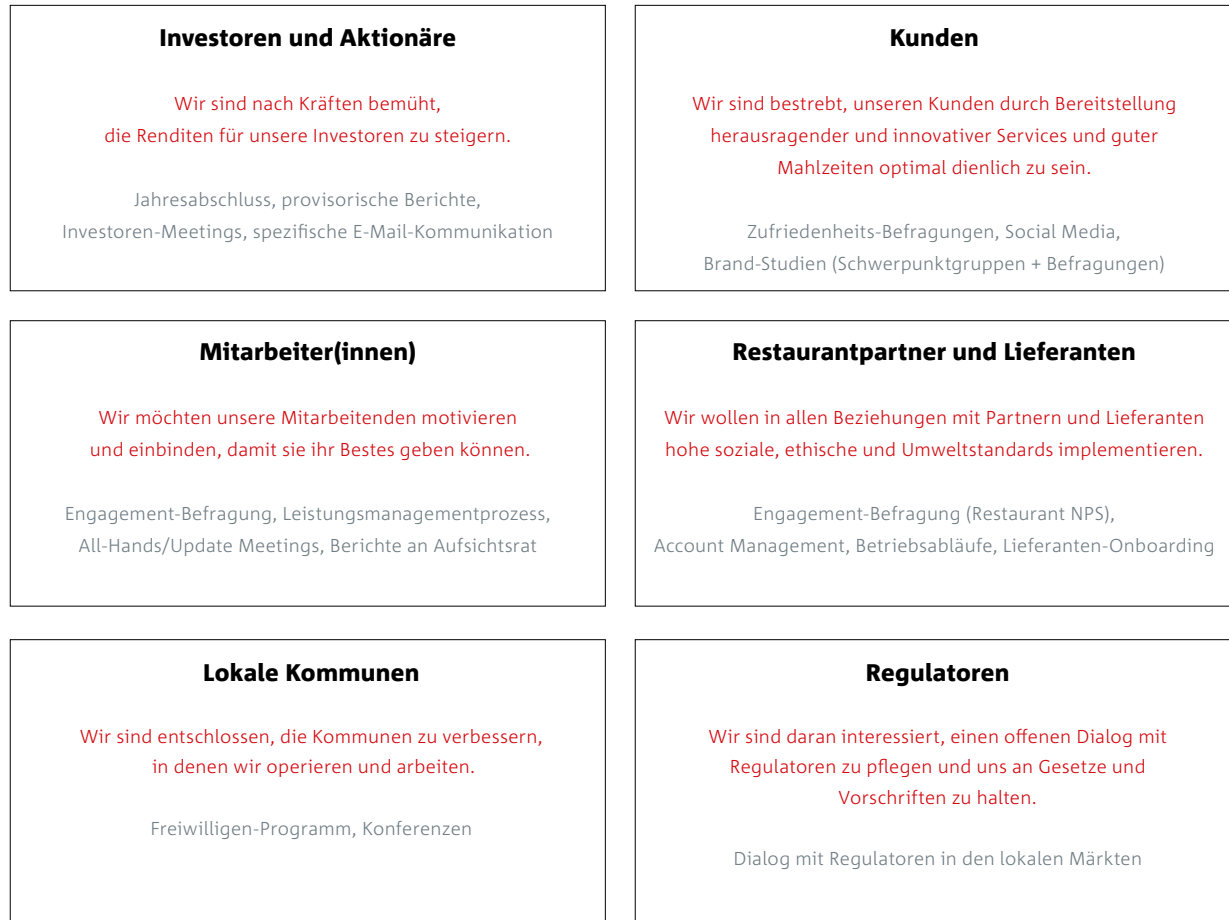 Investoren und Aktionäre
Wir sind nach Kräften bemüht,
die Renditen für unsere Investoren zu steigern.
Jahresabschluss, provisorische Berichte,
Investoren-Meetings, spezifische E-Mail-Kommunikation
Kunden
Wir sind bestrebt, unseren Kunden durch Bereitstellung
herausragender und innovativer Services und guter
Mahlzeiten optimal dienlich zu sein.
Zufriedenheits-Befragungen, Social Media,
Brand-Studien (Schwerpunktgruppen + Befragungen)
Mitarbeiter(innen)
Wir möchten unsere Mitarbeitenden motivieren
und einbinden, damit sie ihr Bestes geben können.
Engagement-Befragung, Leistungsmanagementprozess,
All-Hands/Update Meetings, Berichte an Aufsichtsrat
Restaurantpartner und Lieferanten
Wir wollen in allen Beziehungen mit Partnern und Lieferanten
hohe soziale, ethische und Umweltstandards implementieren.
Engagement-Befragung (Restaurant NPS),
Account Management, Betriebsabläufe, Lieferanten-Onboarding
Lokale Kommunen
Wir sind entschlossen, die Kommunen zu verbessern,
in denen wir operieren und arbeiten.
Freiwilligen-Programm, Konferenzen
Regulatoren
Wir sind daran interessiert, einen offenen Dialog mit
Regulatoren zu pflegen und uns an Gesetze und
Vorschriften zu halten.
Dialog mit Regulatoren in den lokalen Märkten